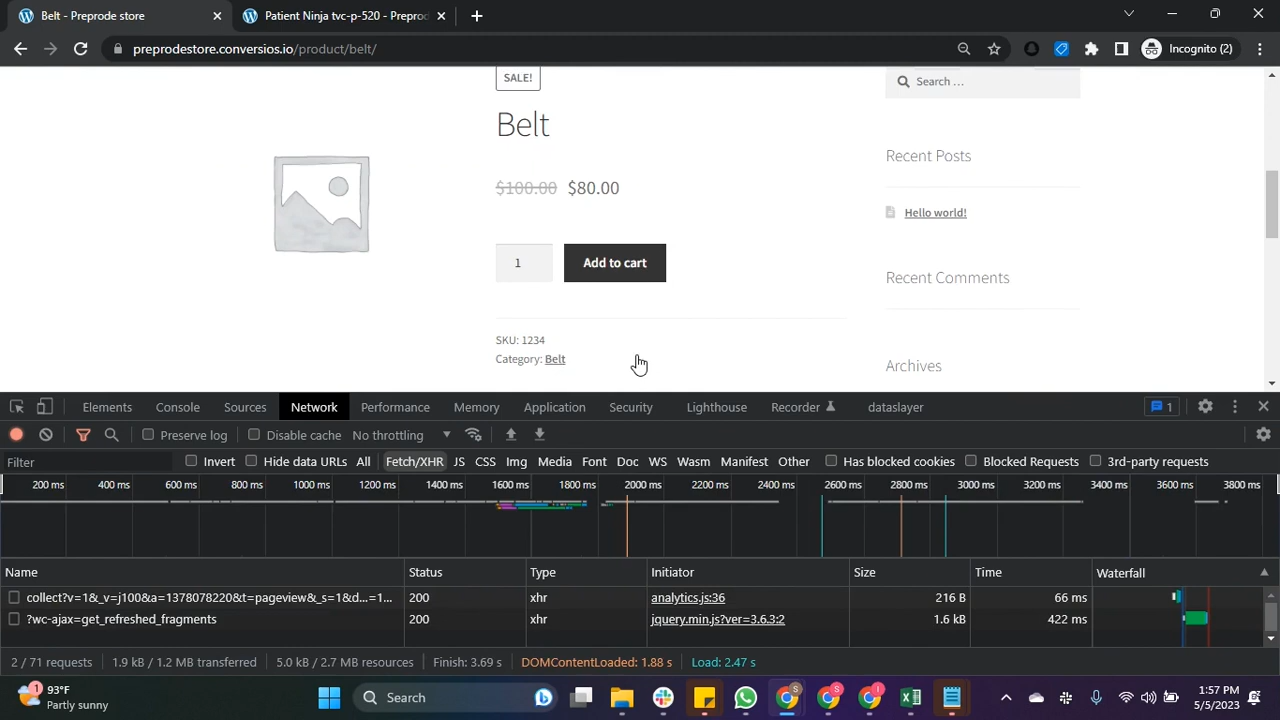 Belt - Preprode store
Patient Ninja tvc-p-520 - Preprod
preprodestore.conversios.io/product/belt/
Incognito (2)
SALE!
Belt
$100.00 $80.00
1
Add to cart
SKU: 1234
Category: Belt
Search …
Recent Posts
Hello world!
Recent Comments
Archives
Elements Console Sources Network Performance Memory Application Security Lighthouse Recorder dataslayer 1
Preserve log Disable cache No throttling
Filter Invert Hide data URLs All Fetch/XHR JS CSS Img Media Font Doc WS Wasm Manifest Other Has blocked cookies Blocked Requests 3rd-party requests
200 ms 400 ms 600 ms 800 ms 1000 ms 1200 ms 1400 ms 1600 ms 1800 ms 2000 ms 2200 ms 2400 ms 2600 ms 2800 ms 3000 ms 3200 ms 3400 ms 3600 ms 3800 ms
Name Status Type Initiator Size Time Waterfall
collect?v=1&_v=j100&a=1378078220&t=pageview&_s=1&d…=1... 200 xhr analytics.js:36 216 B 66 ms
?wc-ajax=get_refreshed_fragments 200 xhr jquery.min.js?ver=3.6.3:2 1.6 kB 422 ms
2 / 71 requests 1.9 kB / 1.2 MB transferred 5.0 kB / 2.7 MB resources Finish: 3.69 s DOMContentLoaded: 1.88 s Load: 2.47 s
1
93°F
Partly sunny
Search
S
S
I
1:57 PM
5/5/2023